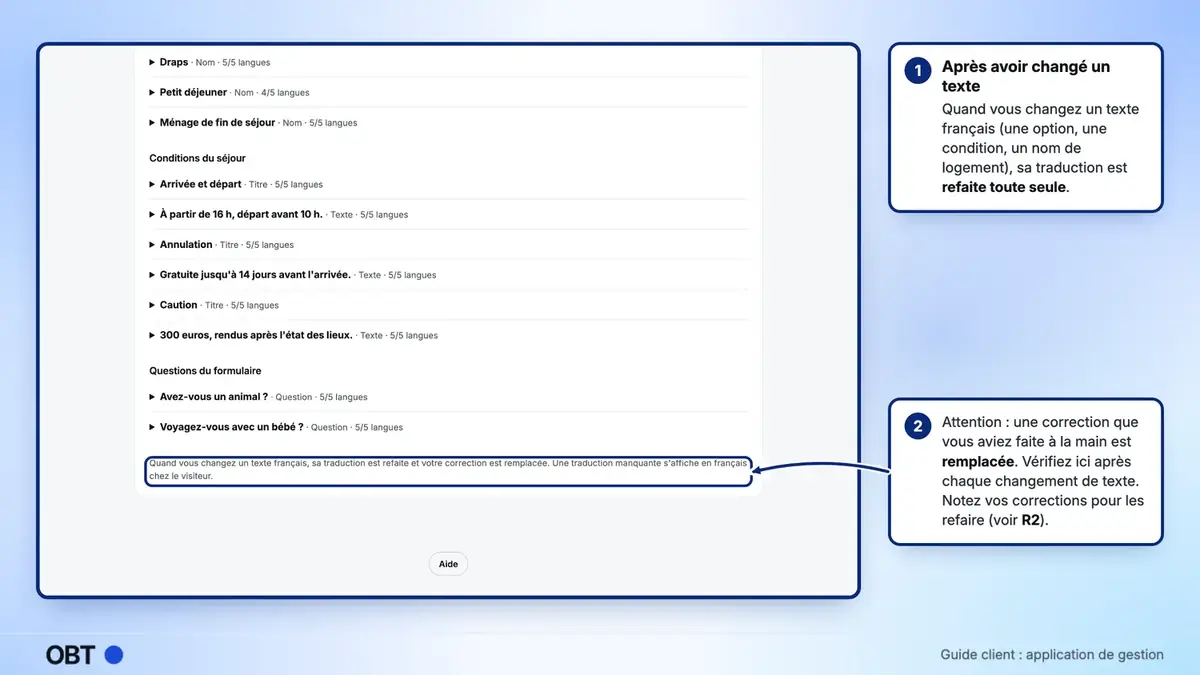 Draps · Nom · 5/5 langues
Petit déjeuner · Nom · 4/5 langues
Ménage de fin de séjour · Nom · 5/5 langues
Conditions du séjour
Arrivée et départ · Titre · 5/5 langues
À partir de 16 h, départ avant 10 h. · Texte · 5/5 langues
Annulation · Titre · 5/5 langues
Gratuite jusqu'à 14 jours avant l'arrivée. · Texte · 5/5 langues
Caution · Titre · 5/5 langues
300 euros, rendus après l'état des lieux. · Texte · 5/5 langues
Questions du formulaire
Avez-vous un animal ? · Question · 5/5 langues
Voyagez-vous avec un bébé ? · Question · 5/5 langues
Quand vous changez un texte français, sa traduction est refaite et votre correction est remplacée. Une traduction manquante s'affiche en français
chez le visiteur.
Aide
1
Après avoir changé un
texte
Quand vous changez un texte
français (une option, une
condition, un nom de
logement), sa traduction est
refaite toute seule.
2
Attention : une correction que
vous aviez faite à la main est
remplacée. Vérifiez ici après
chaque changement de texte.
Notez vos corrections pour les
refaire (voir R2).
OBT
Guide client : application de gestion